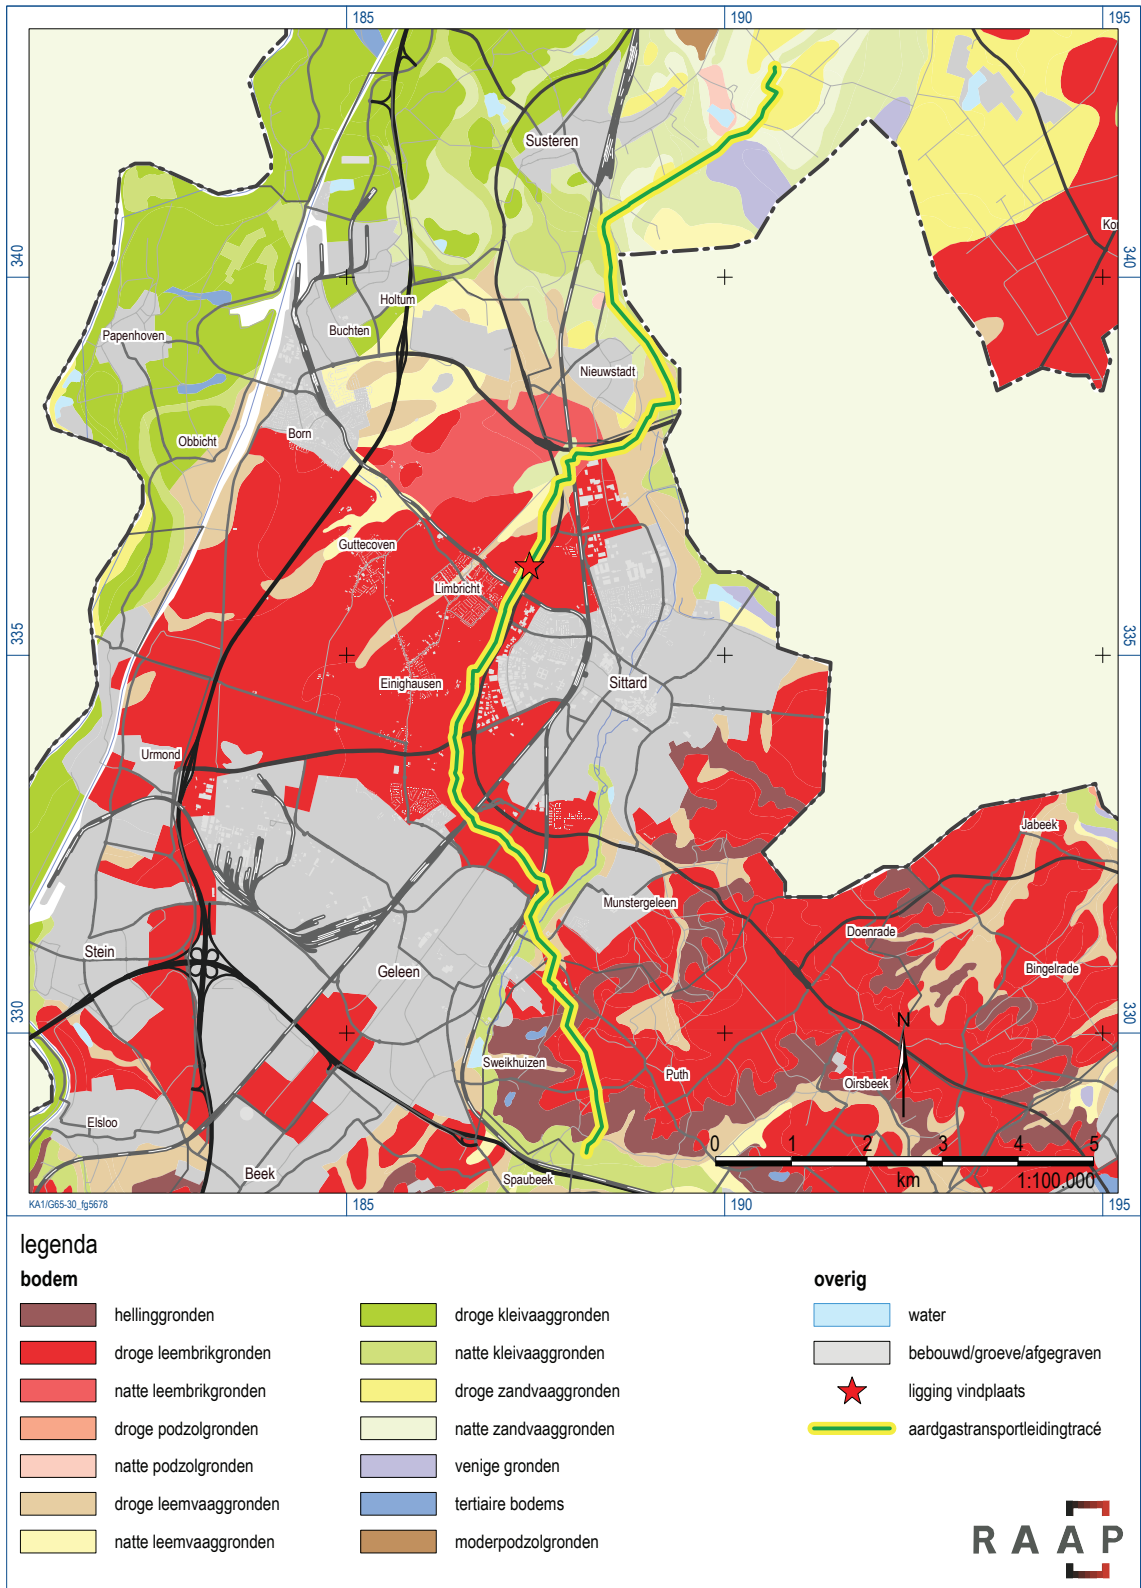 185
190
195
Susteren
340
340
Kon
Holtum
Buchten
Papenhoven
Nieuwstadt
Obbicht
Born
Guttecoven
Limbricht
335
335
Einighausen
Sittard
Urmond
Jabeek
Munstergeleen
Doenrade
Stein
Geleen
Bingelrade
330
330
N
Sweikhuizen
Puth
Oirsbeek
Elsloo
0 1 2 3 4 5
Beek
Spaubeek
km
1:100.000
KA1/G65-30_fg5678
185
190
195
legenda
bodem
hellinggronden
droge leembrikgronden
natte leembrikgronden
droge podzolgronden
natte podzolgronden
droge leemvaaggronden
natte leemvaaggronden
droge kleivaaggronden
natte kleivaaggronden
droge zandvaaggronden
natte zandvaaggronden
venige gronden
tertiaire bodems
moderpodzolgronden
overig
water
bebouwd/groeve/afgegraven
ligging vindplaats
aardgastransportleidingtracé
RAAP